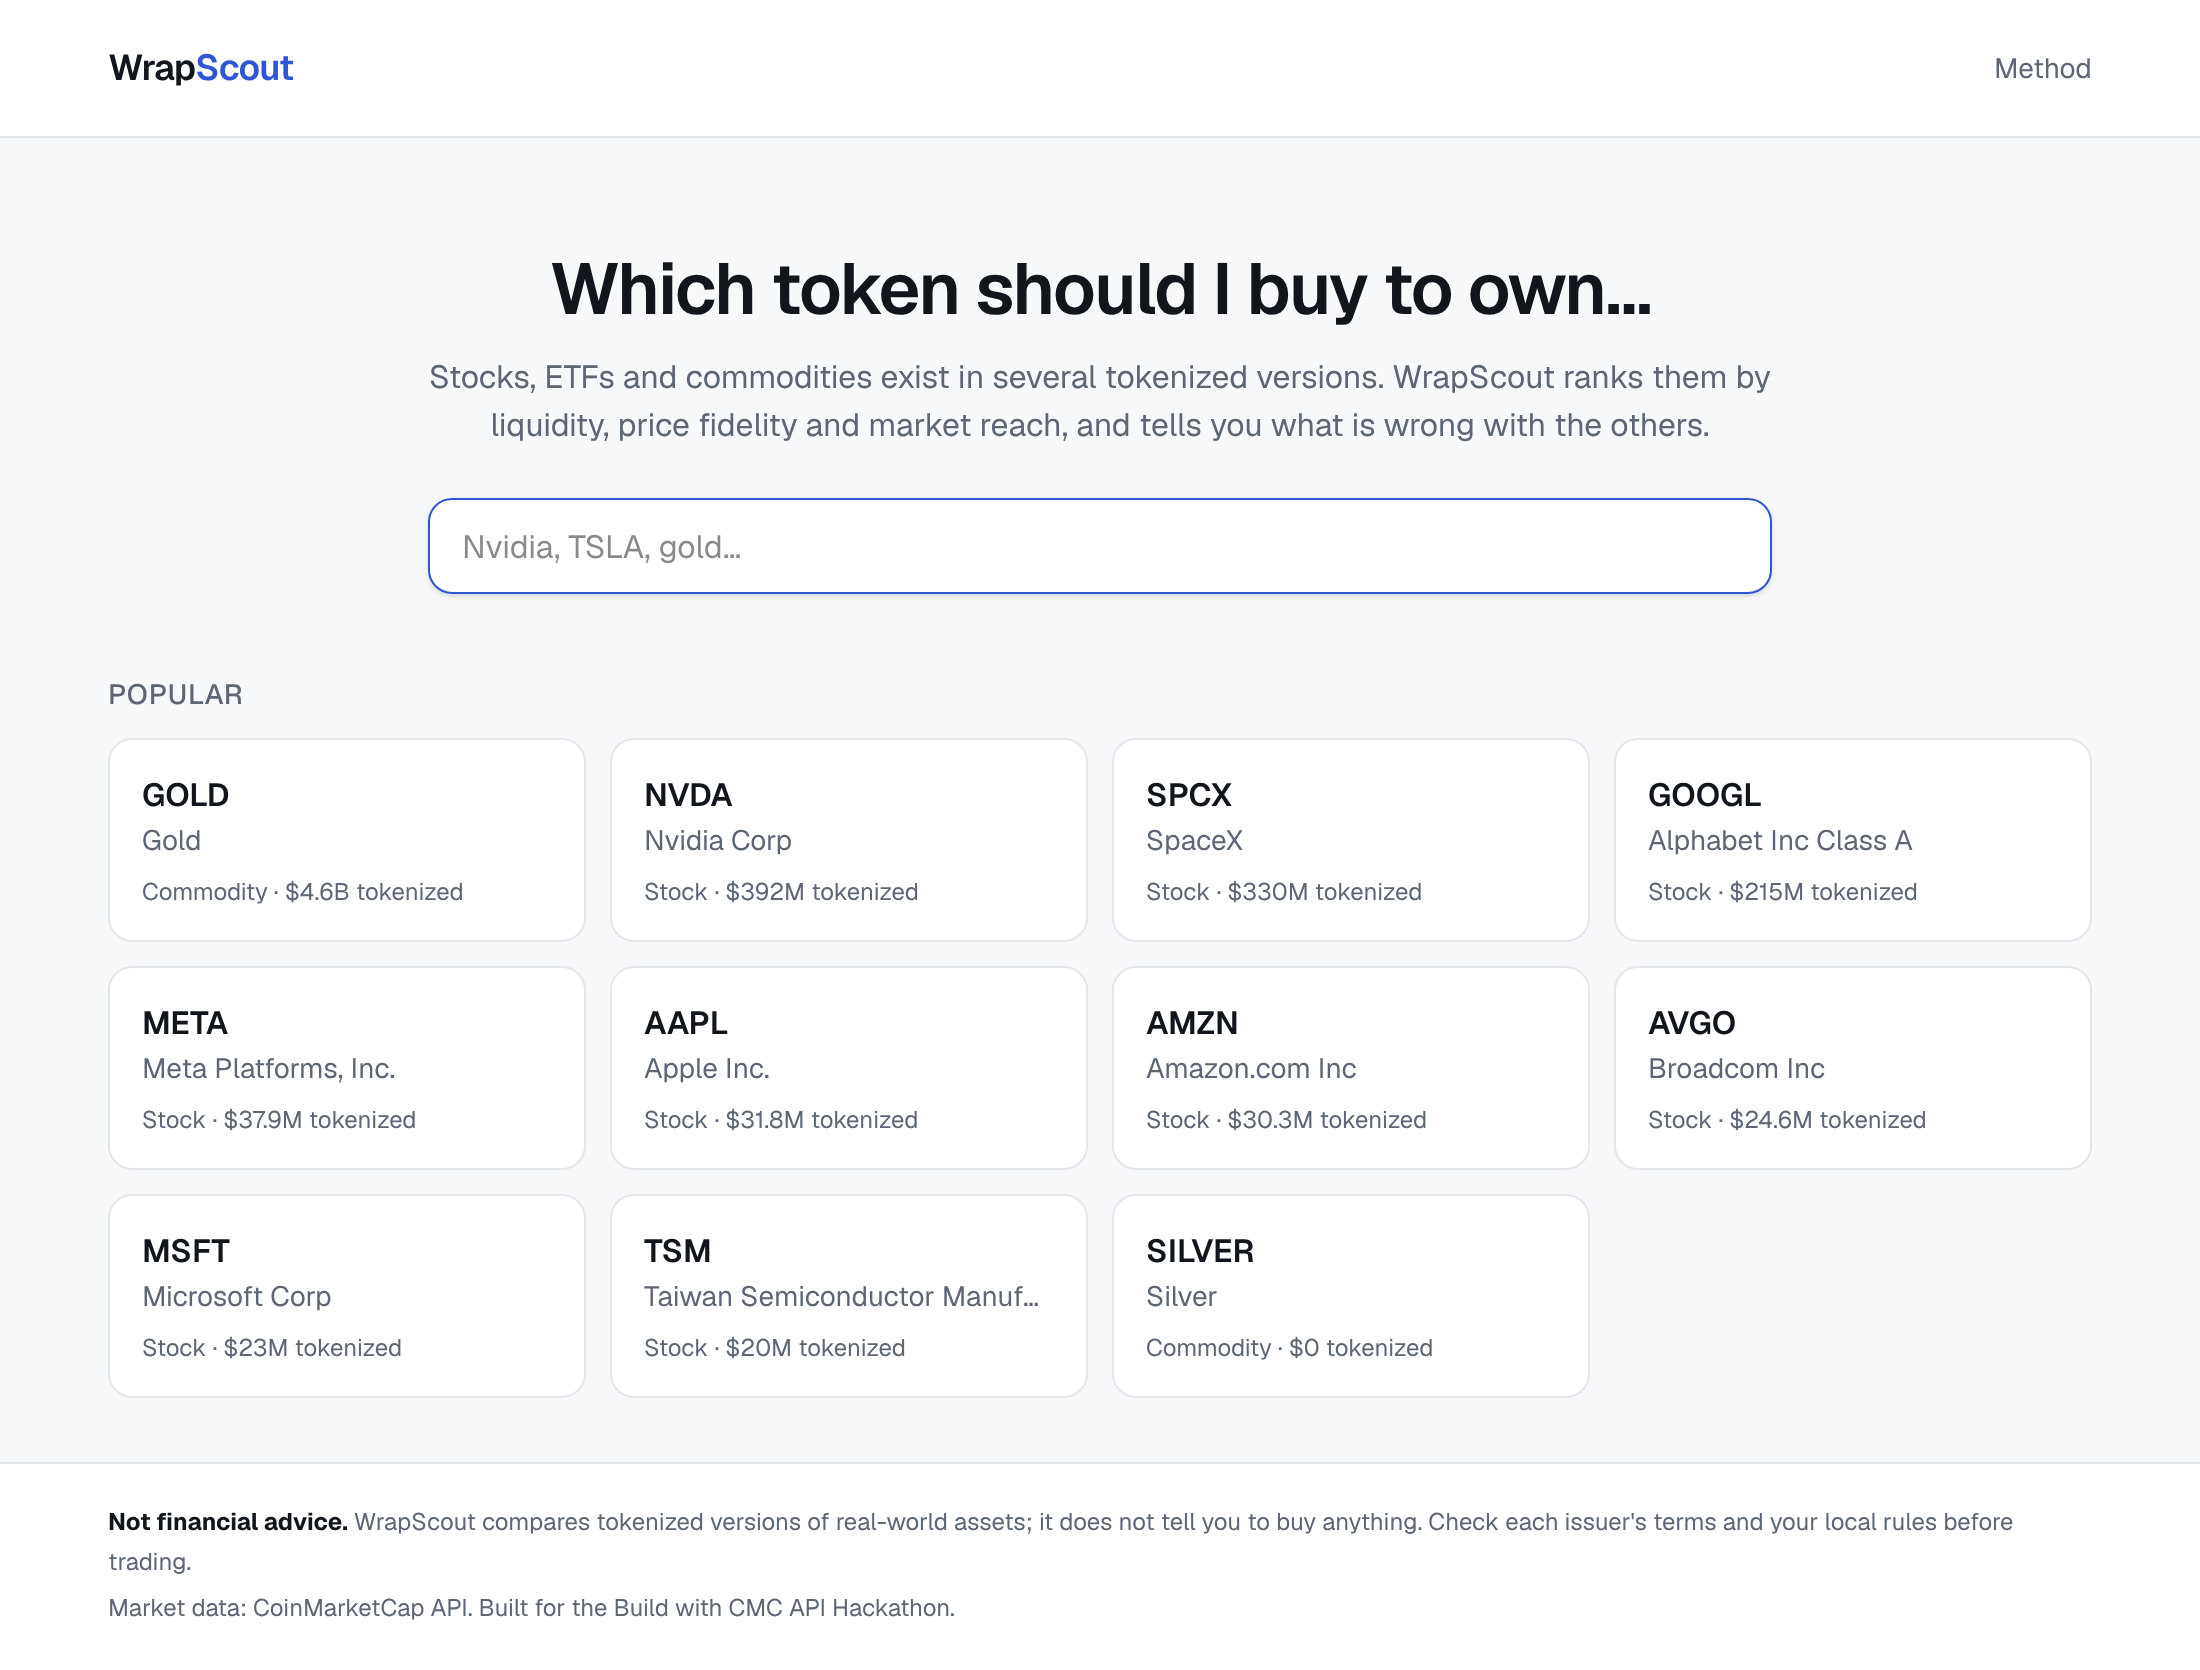 WrapScout
Method
Which token should I buy to own...
Stocks, ETFs and commodities exist in several tokenized versions. WrapScout ranks them by
liquidity, price fidelity and market reach, and tells you what is wrong with the others.
Nvidia, TSLA, gold...
POPULAR
GOLD
Gold
Commodity · $4.6B tokenized
NVDA
Nvidia Corp
Stock · $392M tokenized
SPCX
SpaceX
Stock · $330M tokenized
GOOGL
Alphabet Inc Class A
Stock · $215M tokenized
META
Meta Platforms, Inc.
Stock · $37.9M tokenized
AAPL
Apple Inc.
Stock · $31.8M tokenized
AMZN
Amazon.com Inc
Stock · $30.3M tokenized
AVGO
Broadcom Inc
Stock · $24.6M tokenized
MSFT
Microsoft Corp
Stock · $23M tokenized
TSM
Taiwan Semiconductor Manuf...
Stock · $20M tokenized
SILVER
Silver
Commodity · $0 tokenized
Not financial advice. WrapScout compares tokenized versions of real-world assets; it does not tell you to buy anything. Check each issuer's terms and your local rules before
trading.
Market data: CoinMarketCap API. Built for the Build with CMC API Hackathon.